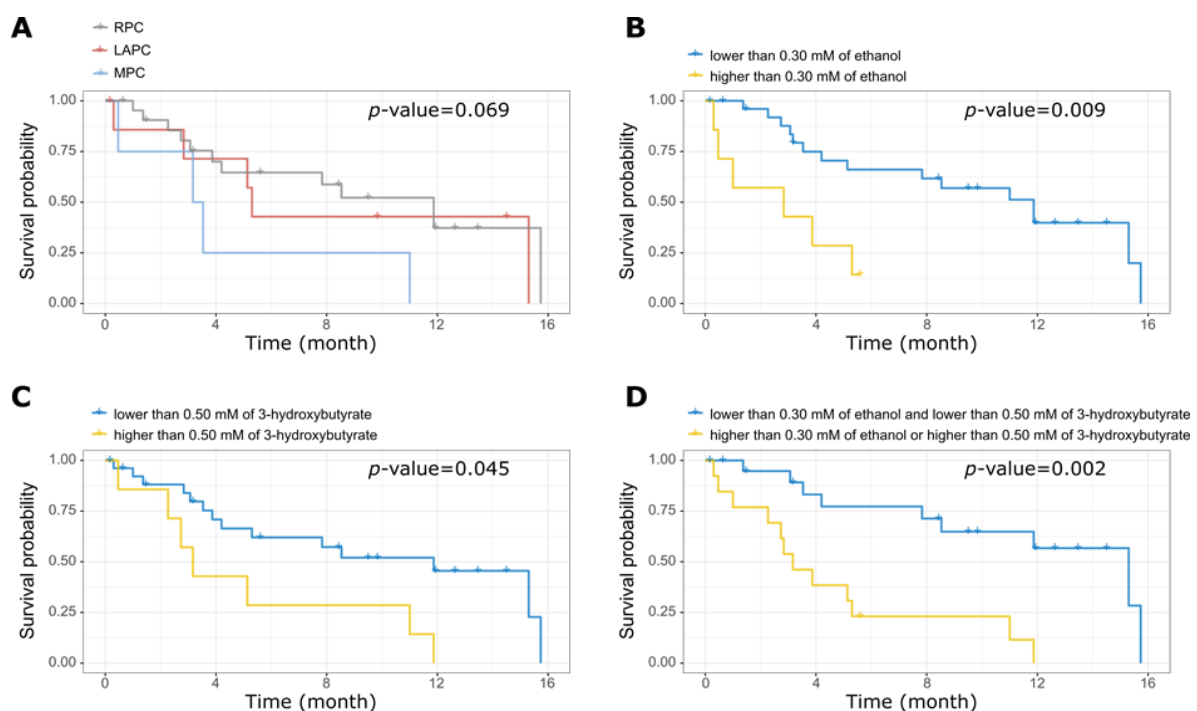 A
RPC
LAPC
MPC
p-value=0.069
Survival probability
1.00
0.75
0.50
0.25
0.00
0 4 8 12 16
Time (month)
B
lower than 0.30 mM of ethanol
higher than 0.30 mM of ethanol
p-value=0.009
Survival probability
1.00
0.75
0.50
0.25
0.00
0 4 8 12 16
Time (month)
C
lower than 0.50 mM of 3-hydroxybutyrate
higher than 0.50 mM of 3-hydroxybutyrate
p-value=0.045
Survival probability
1.00
0.75
0.50
0.25
0.00
0 4 8 12 16
Time (month)
D
lower than 0.30 mM of ethanol and lower than 0.50 mM of 3-hydroxybutyrate
higher than 0.30 mM of ethanol or higher than 0.50 mM of 3-hydroxybutyrate
p-value=0.002
Survival probability
1.00
0.75
0.50
0.25
0.00
0 4 8 12 16
Time (month)